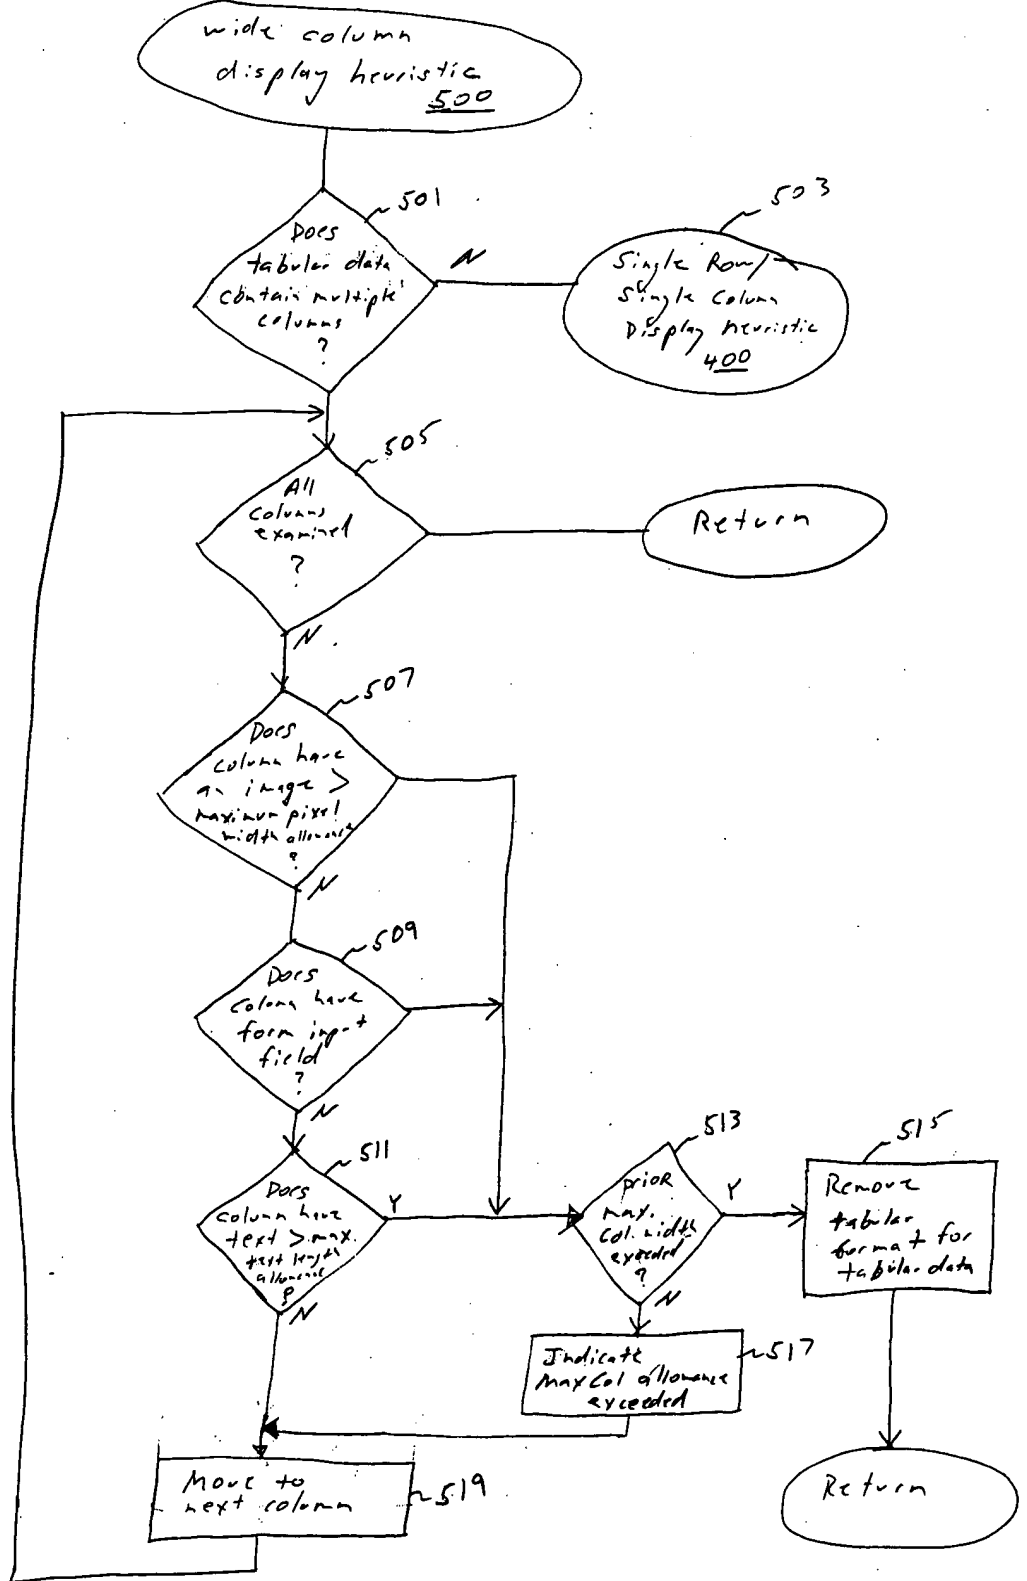 wide column
display heuristic
500
501
Does
tabular data
contain multiple
columns
?
N
503
Single Row/
Single Column
Display Heuristic
400
505
All
columns
examined
?
Return
N
507
Does
column have
an image >
maximum pixel
width allowance
?
N
509
Does
column have
form input
field
?
N
511
Does
column have
text > max.
text length
allowance
?
Y
N
513
prior
max.
Col. width
exceeded
?
Y
N
515
Remove
tabular
format for
tabular data
517
Indicate
Max Col allowance
exceeded
519
Move to
next column
Return